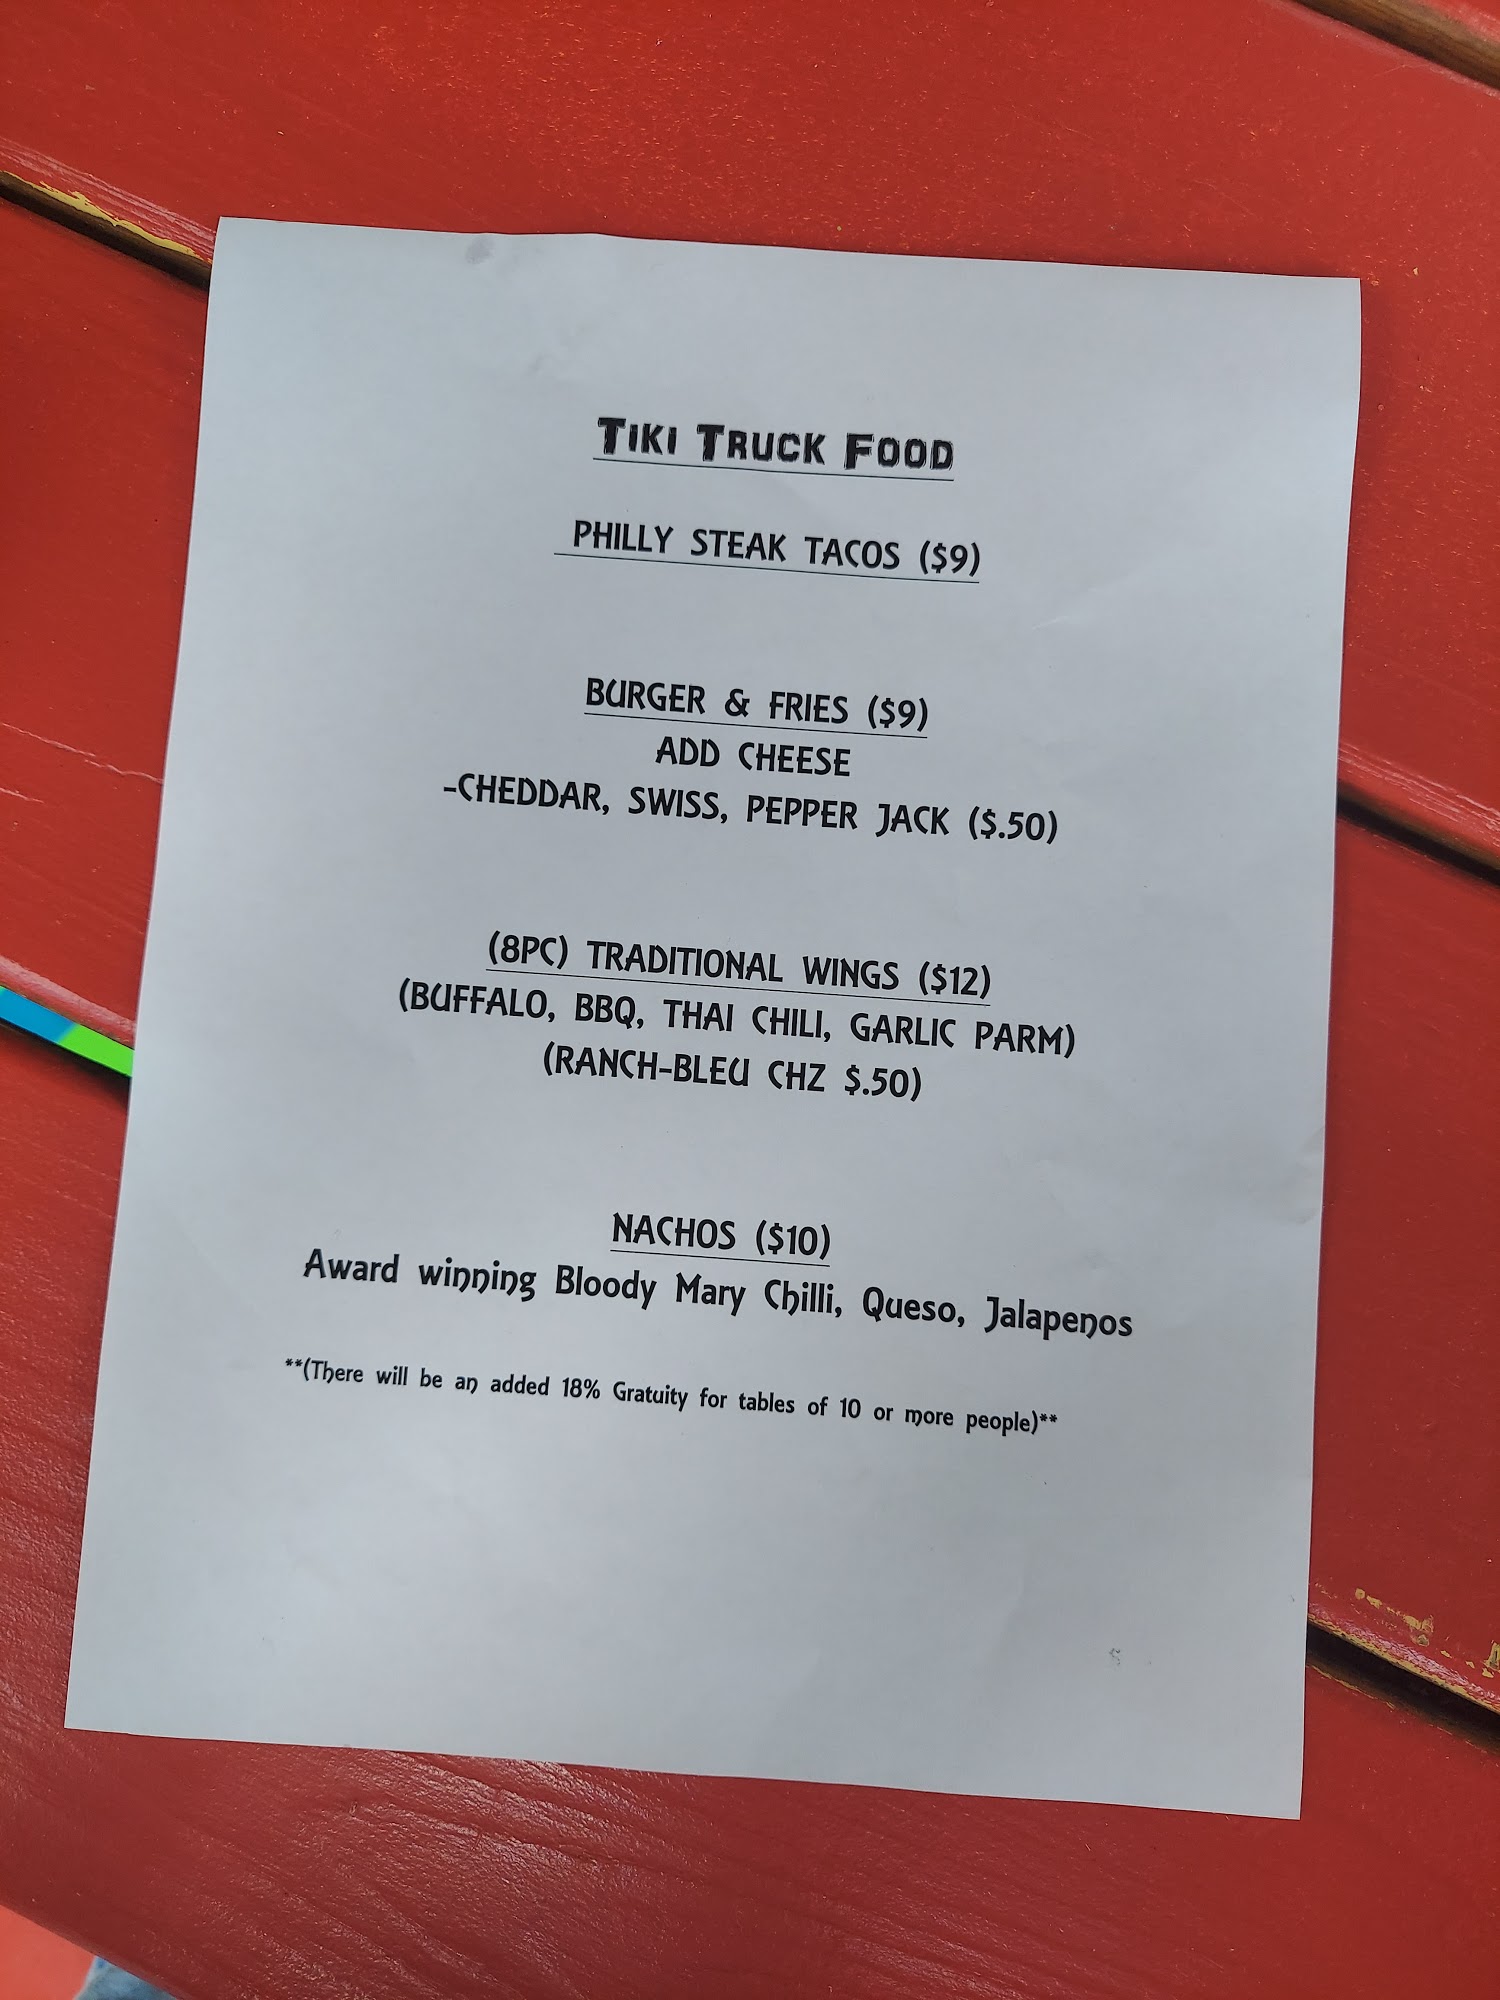 TIKI TRUCK FOOD
PHILLY STEAK TACOS ($9)
BURGER & FRIES ($9)
ADD CHEESE
-CHEDDAR, SWISS, PEPPER JACK ($.50)
(8PC) TRADITIONAL WINGS ($12)
(BUFFALO, BBQ, THAI CHILI, GARLIC PARM)
(RANCH-BLEU CHZ $.50)
NACHOS ($10)
Award winning Bloody Mary Chilli, Queso, Jalapenos
**(There will be an added 18% Gratuity for tables of 10 or more people)**